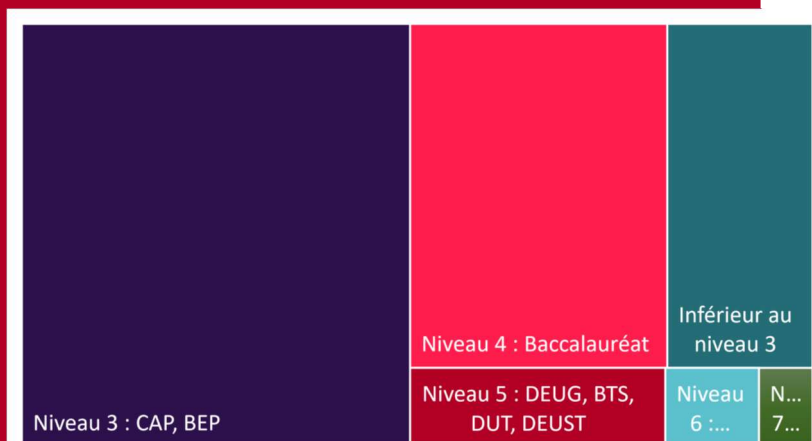 Niveau 3 : CAP, BEP
Niveau 4 : Baccalauréat
Inférieur au
niveau 3
Niveau 5 : DEUG, BTS,
DUT, DEUST
Niveau
6 :...
N...
7...